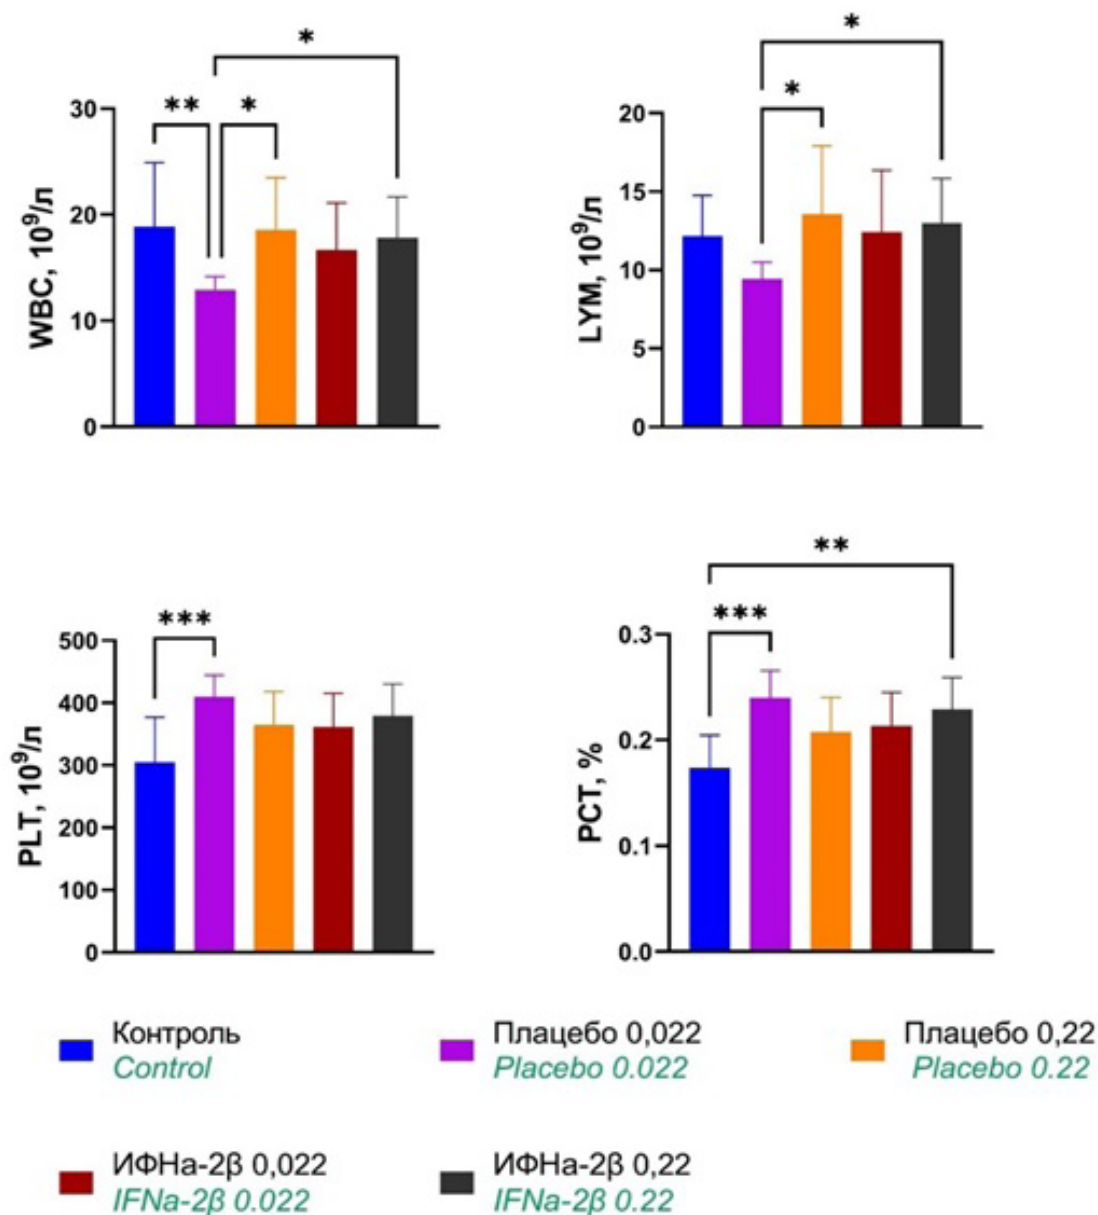 *
** *
30
20
10
0
WBC, 10⁹/л
*
*
20
15
10
5
0
LYM, 10⁹/л
***
500
400
300
200
100
0
PLT, 10⁹/л
**
***
0.3
0.2
0.1
0.0
PCT, %
Контроль
Control
Плацебо 0,022
Placebo 0.022
Плацебо 0,22
Placebo 0.22
ИФНа-2β 0,022
IFNa-2β 0.022
ИФНа-2β 0,22
IFNa-2β 0.22